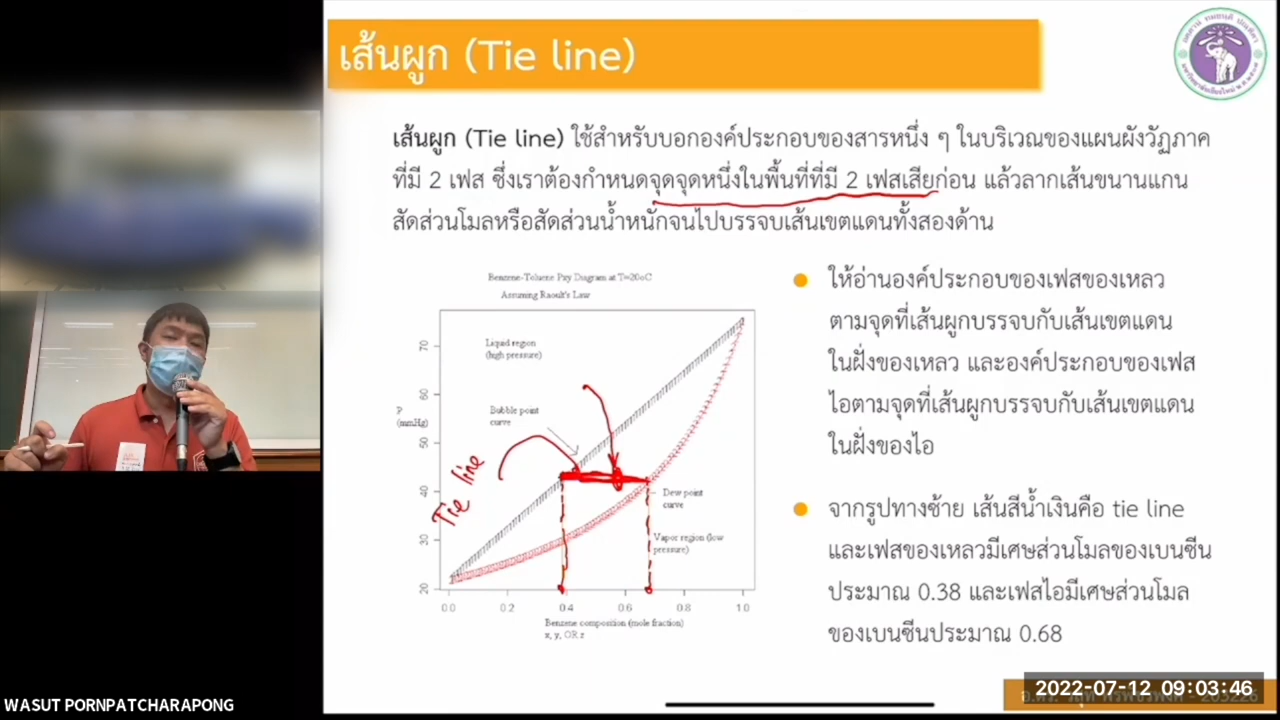 เส้นผูก (Tie line)
เส้นผูก (Tie line) ใช้สำหรับบอกองค์ประกอบของสารหนึ่ง ๆ ในบริเวณของแผนผังวัฏภาค
ที่มี 2 เฟส ซึ่งเราต้องกำหนดจุดจุดหนึ่งในพื้นที่ที่มี 2 เฟสเสียก่อน แล้วลากเส้นขนานแกน
สัดส่วนโมลหรือสัดส่วนน้ำหนักจนไปบรรจบเส้นเขตแดนทั้งสองด้าน
Benzene-Toluene Pxy Diagram at T=20oC
Assuming Raoult's Law
Liquid region
(high pressure)
Bubble point
curve
P
(mmHg)
70
60
50
40
30
20
Tie line
Dew point
curve
Vapor region (low
pressure)
0.0 0.2 0.4 0.6 0.8 1.0
Benzene composition (mole fraction)
x, y, OR z
ให้อ่านองค์ประกอบของเฟสของเหลว
ตามจุดที่เส้นผูกบรรจบกับเส้นเขตแดน
ในฝั่งของเหลว และองค์ประกอบของเฟส
ไอตามจุดที่เส้นผูกบรรจบกับเส้นเขตแดน
ในฝั่งของไอ
จากรูปทางซ้าย เส้นสีน้ำเงินคือ tie line
และเฟสของเหลวมีเศษส่วนโมลของเบนซีน
ประมาณ 0.38 และเฟสไอมีเศษส่วนโมล
ของเบนซีนประมาณ 0.68
WASUT PORNPATCHARAPONG
2022-07-12 09:03:46